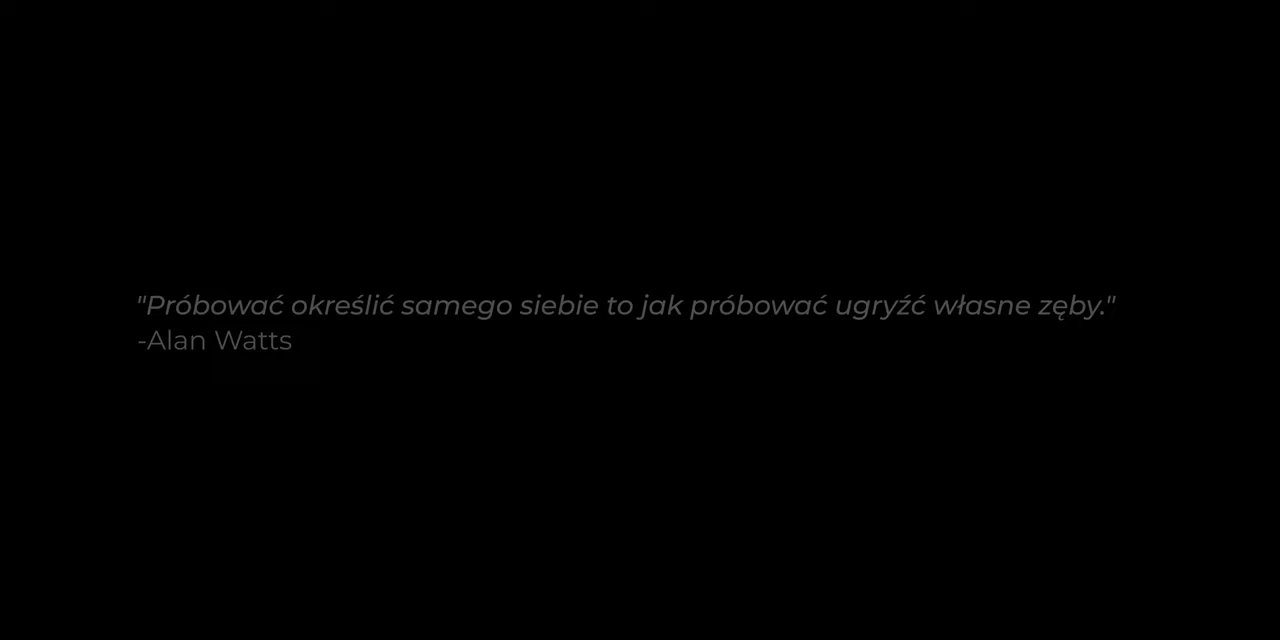 "Próbować określić samego siebie to jak próbować ugryźć własne zęby."
-Alan Watts